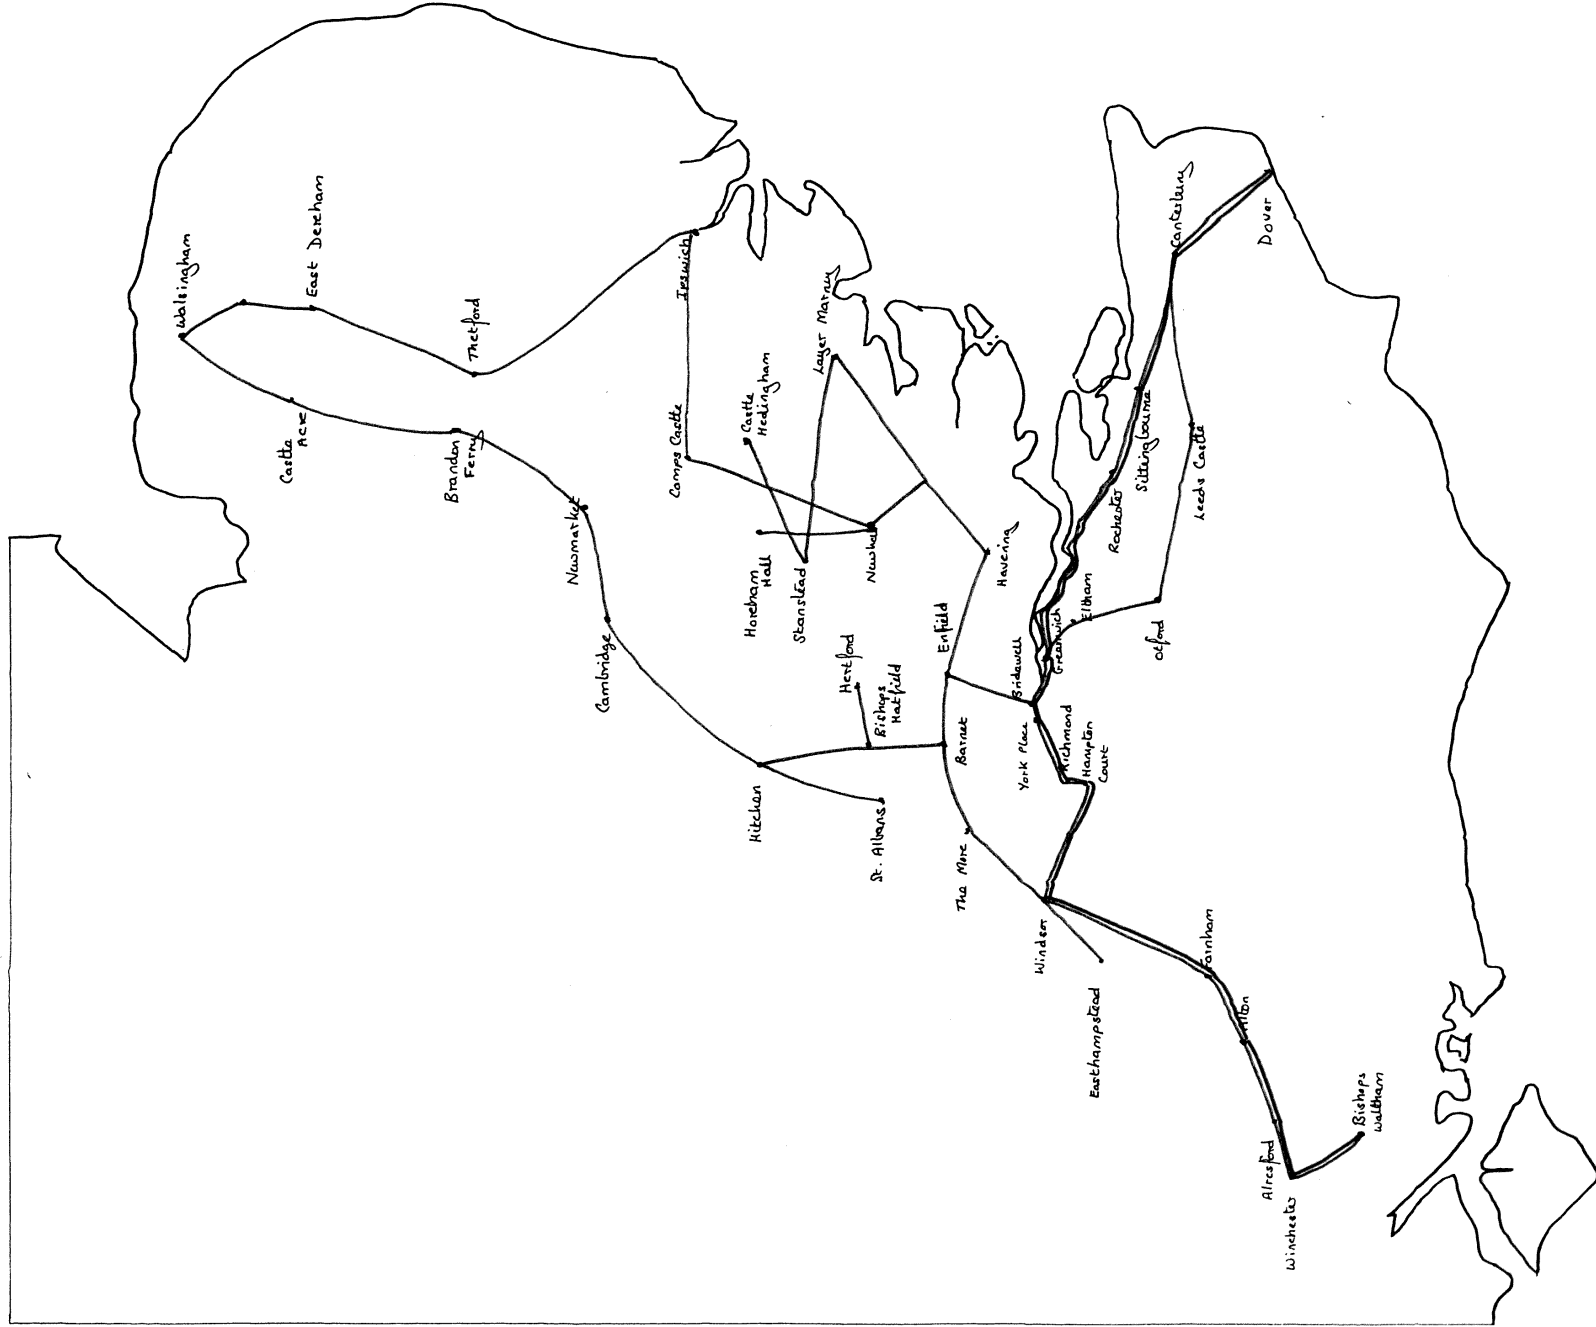 Walsingham
East Dereham
Castle
Acre
Thetford
Brandon
Ferry
Newmarket
Cambridge
Ipswich
Camps Castle
Castle
Hedingham
Layer Marney
Horeham
Hall
Stanstead
Newhall
Havering
Enfield
Hertford
Bishops
Hatfield
Hitchen
St. Albans
Barnet
The More
Windsor
Easthampstead
Bridewell
York Place
Richmond
Hampton
Court
Greenwich
Eltham
Otford
Rochester
Sittingbourne
Leeds Castle
Canterbury
Dover
Farnham
Alton
Alresford
Winchester
Bishops
Waltham